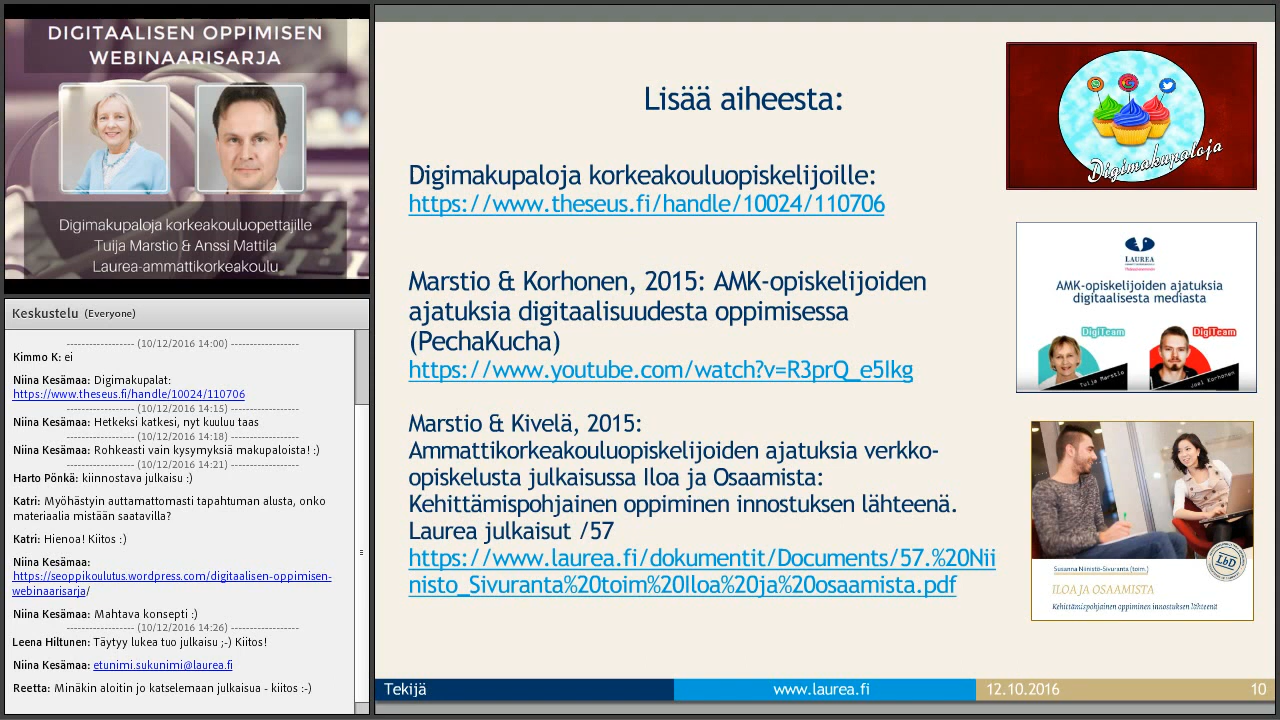 DIGITAALISEN OPPIMISEN
WEBINAARISARJA
Digimakupaloja korkeakouluopettajille
Tuija Marstio & Anssi Mattila
Laurea-ammattikorkeakoulu
Keskustelu (Everyone)
------------------ (10/12/2016 14:00) ------------------
Kimmo K: ei
Niina Kesämaa: Digimakupalat:
https://www.theseus.fi/handle/10024/110706
------------------ (10/12/2016 14:15) ------------------
Niina Kesämaa: Hetkeksi katkesi, nyt kuuluu taas
------------------ (10/12/2016 14:18) ------------------
Niina Kesämaa: Rohkeasti vain kysymyksiä makupaloista! :)
------------------ (10/12/2016 14:21) ------------------
Harto Pönkä: kiinnostava julkaisu :)
Katri: Myöhästyin auttamattomasti tapahtuman alusta, onko
materiaalia mistään saatavilla?
Katri: Hienoa! Kiitos :)
Niina Kesämaa:
https://seoppikoulutus.wordpress.com/digitaalisen-oppimisen-
webinaarisarja/
Niina Kesämaa: Mahtava konsepti :)
------------------ (10/12/2016 14:26) ------------------
Leena Hiltunen: Täytyy lukea tuo julkaisu ;-) Kiitos!
Niina Kesämaa: etunimi.sukunimi@laurea.fi
Reetta: Minäkin aloitin jo katselemaan julkaisua - kiitos :-)
Lisää aiheesta:
Digimakupaloja korkeakouluopiskelijoille:
https://www.theseus.fi/handle/10024/110706
Marstio & Korhonen, 2015: AMK-opiskelijoiden
ajatuksia digitaalisuudesta oppimisessa
(PechaKucha)
https://www.youtube.com/watch?v=R3prQ_e5Ikg
Marstio & Kivelä, 2015:
Ammattikorkeakouluopiskelijoiden ajatuksia verkko-
opiskelusta julkaisussa Iloa ja Osaamista:
Kehittämispohjainen oppiminen innostuksen lähteenä.
Laurea julkaisut /57
https://www.laurea.fi/dokumentit/Documents/57.%20Nii
nisto_Sivuranta%20toim%20Iloa%20ja%20osaamista.pdf
Digimakupaloja
LAUREA
AMK-opiskelijoiden ajatuksia
digitaalisesta mediasta
DigiTeam
DigiTeam
Tuija Marstio
Joel Korhonen
Susanna Niinistö-Sivuranta (toim.)
LbD
ILOA JA OSAAMISTA
Kehittämispohjainen oppiminen innostuksen lähteenä
Tekijä
www.laurea.fi
12.10.2016
10